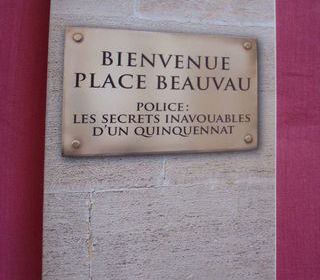 BIENVENUE
PLACE BEAUVAU
POLICE:
LES SECRETS INAVOUABLES
D'UN QUINQUENNAT